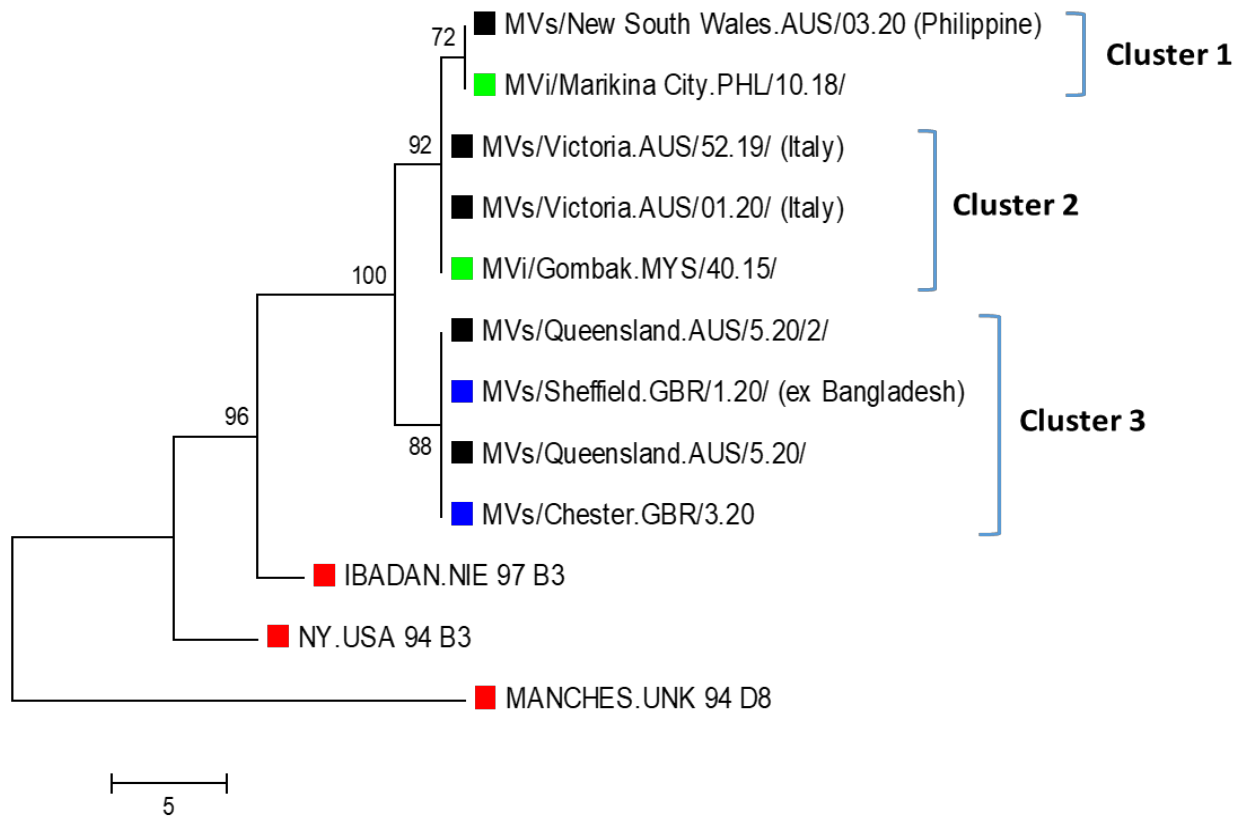 72
MVs/New South Wales.AUS/03.20 (Philippine)
Cluster 1
MVi/Marikina City.PHL/10.18/
92
MVs/Victoria.AUS/52.19/ (Italy)
MVs/Victoria.AUS/01.20/ (Italy)
Cluster 2
MVi/Gombak.MYS/40.15/
100
MVs/Queensland.AUS/5.20/2/
MVs/Sheffield.GBR/1.20/ (ex Bangladesh)
Cluster 3
96
88
MVs/Queensland.AUS/5.20/
MVs/Chester.GBR/3.20
IBADAN.NIE 97 B3
NY.USA 94 B3
MANCHES.UNK 94 D8
5